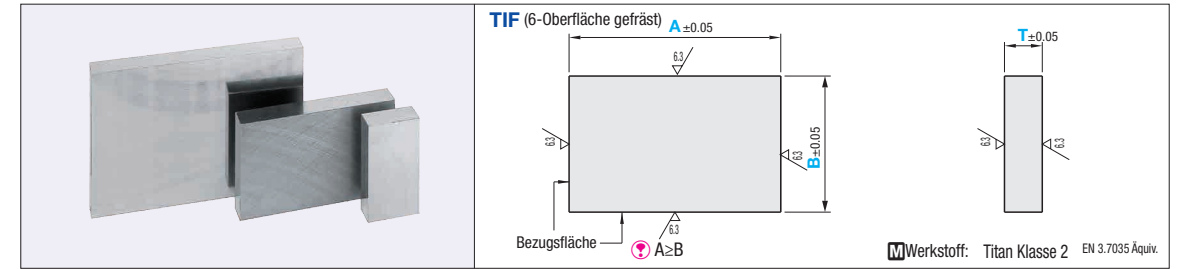 TIF (6-Oberfläche gefräst)
A±0.05
T±0.05
6.3
6.3
6.3
B±0.05
6.3
6.3
6.3
Bezugsfläche
A≥B
M Werkstoff: Titan Klasse 2 EN 3.7035 Äquiv.